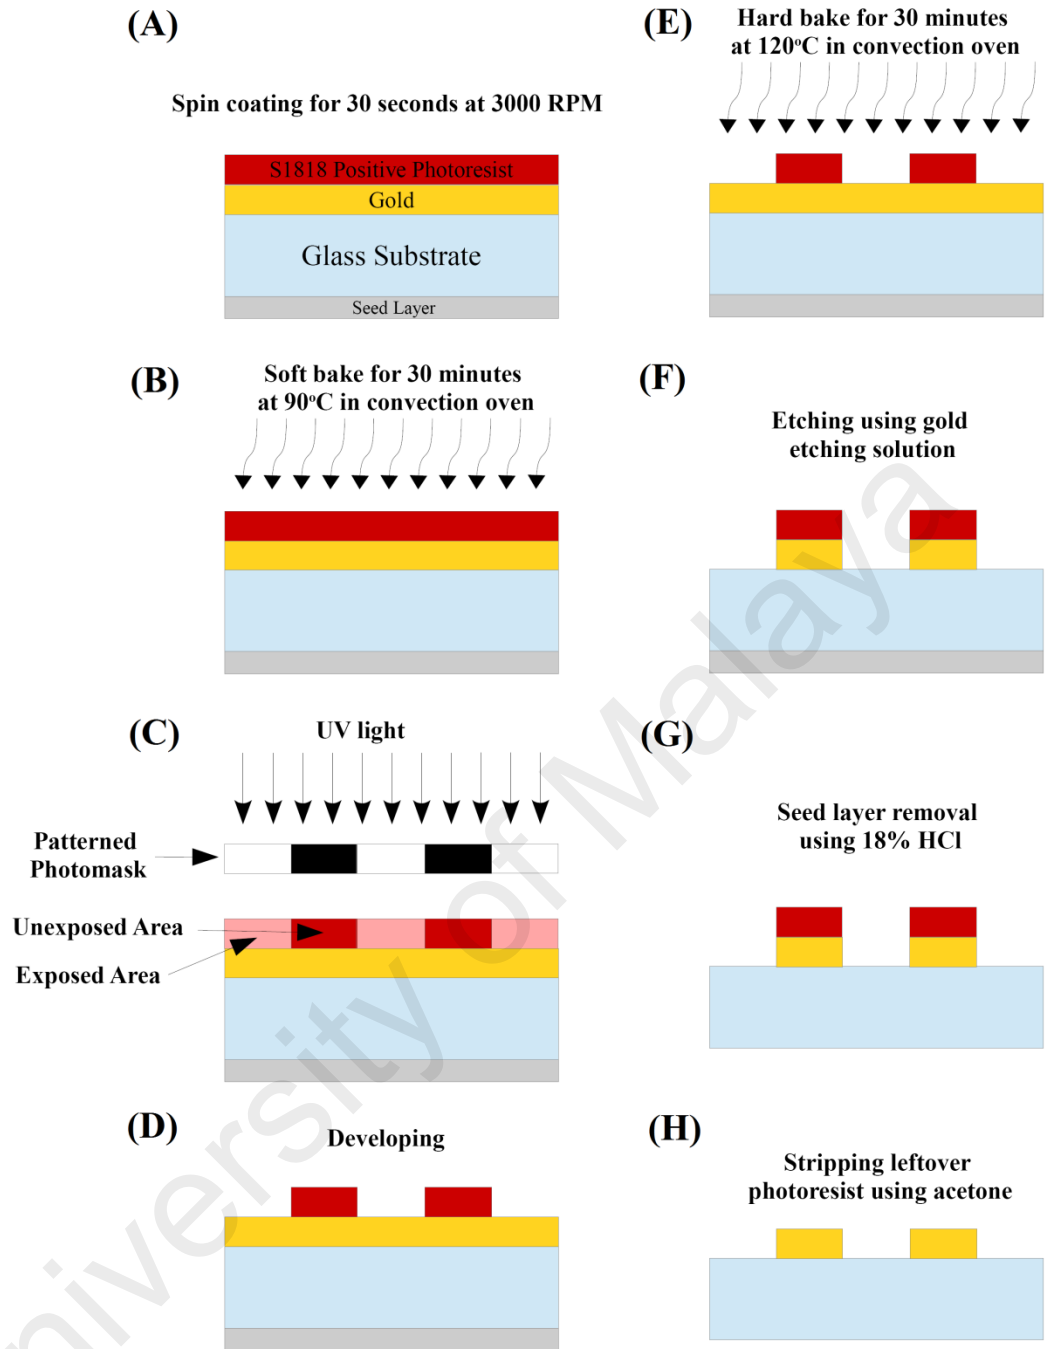 (A)
Spin coating for 30 seconds at 3000 RPM
S1818 Positive Photoresist
Gold
Glass Substrate
Seed Layer
(B)
Soft bake for 30 minutes
at 90°C in convection oven
(C)
UV light
Patterned
Photomask
Unexposed Area
Exposed Area
(D)
Developing
(E)
Hard bake for 30 minutes
at 120°C in convection oven
(F)
Etching using gold
etching solution
(G)
Seed layer removal
using 18% HCl
(H)
Stripping leftover
photoresist using acetone
niversity of Malaya